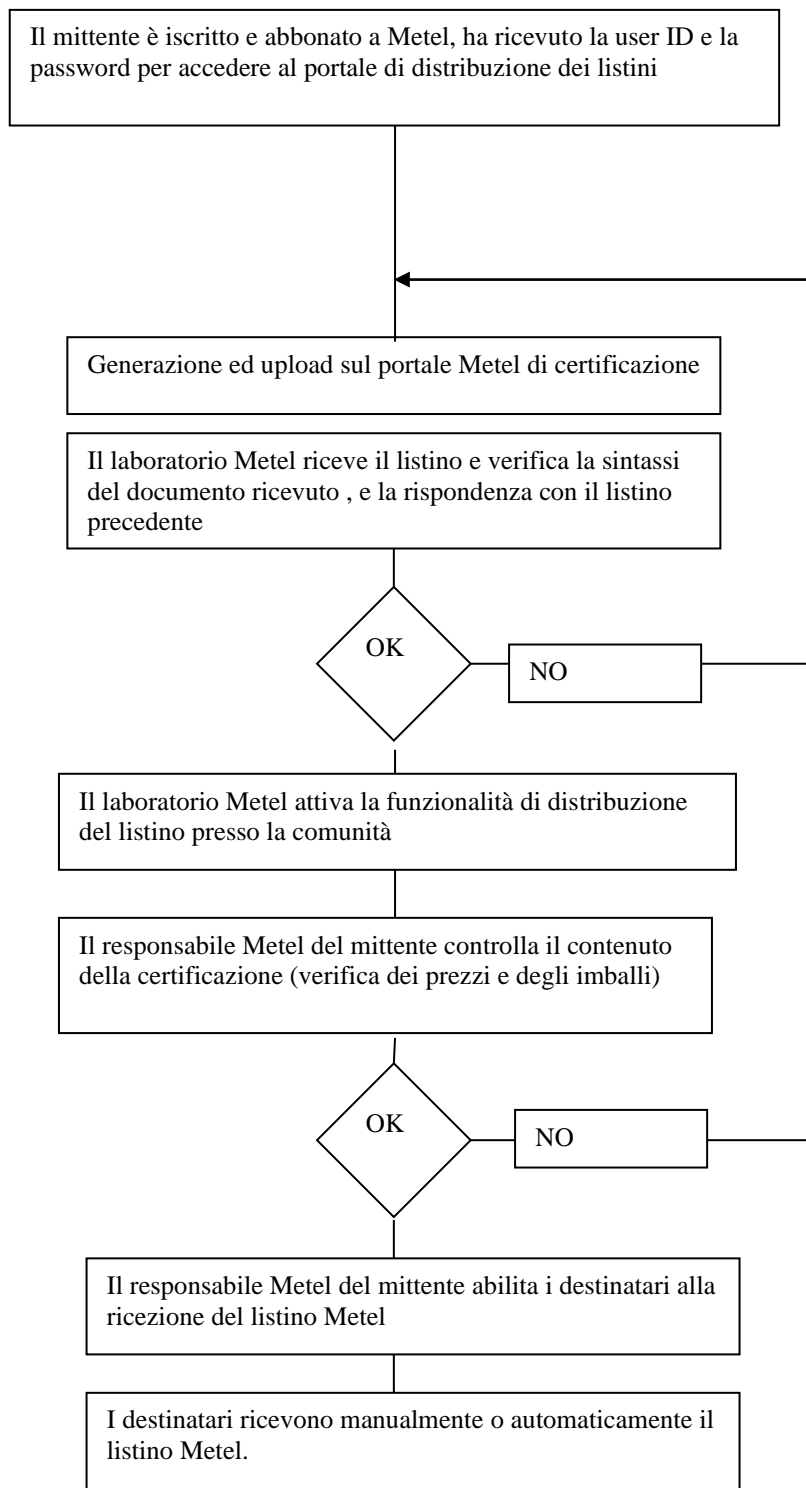 Il mittente è iscritto e abbonato a Metel, ha ricevuto la user ID e la
password per accedere al portale di distribuzione dei listini
Generazione ed upload sul portale Metel di certificazione
Il laboratorio Metel riceve il listino e verifica la sintassi
del documento ricevuto , e la rispondenza con il listino
precedente
OK
NO
Il laboratorio Metel attiva la funzionalità di distribuzione
del listino presso la comunità
Il responsabile Metel del mittente controlla il contenuto
della certificazione (verifica dei prezzi e degli imballi)
OK
NO
Il responsabile Metel del mittente abilita i destinatari alla
ricezione del listino Metel
I destinatari ricevono manualmente o automaticamente il
listino Metel.